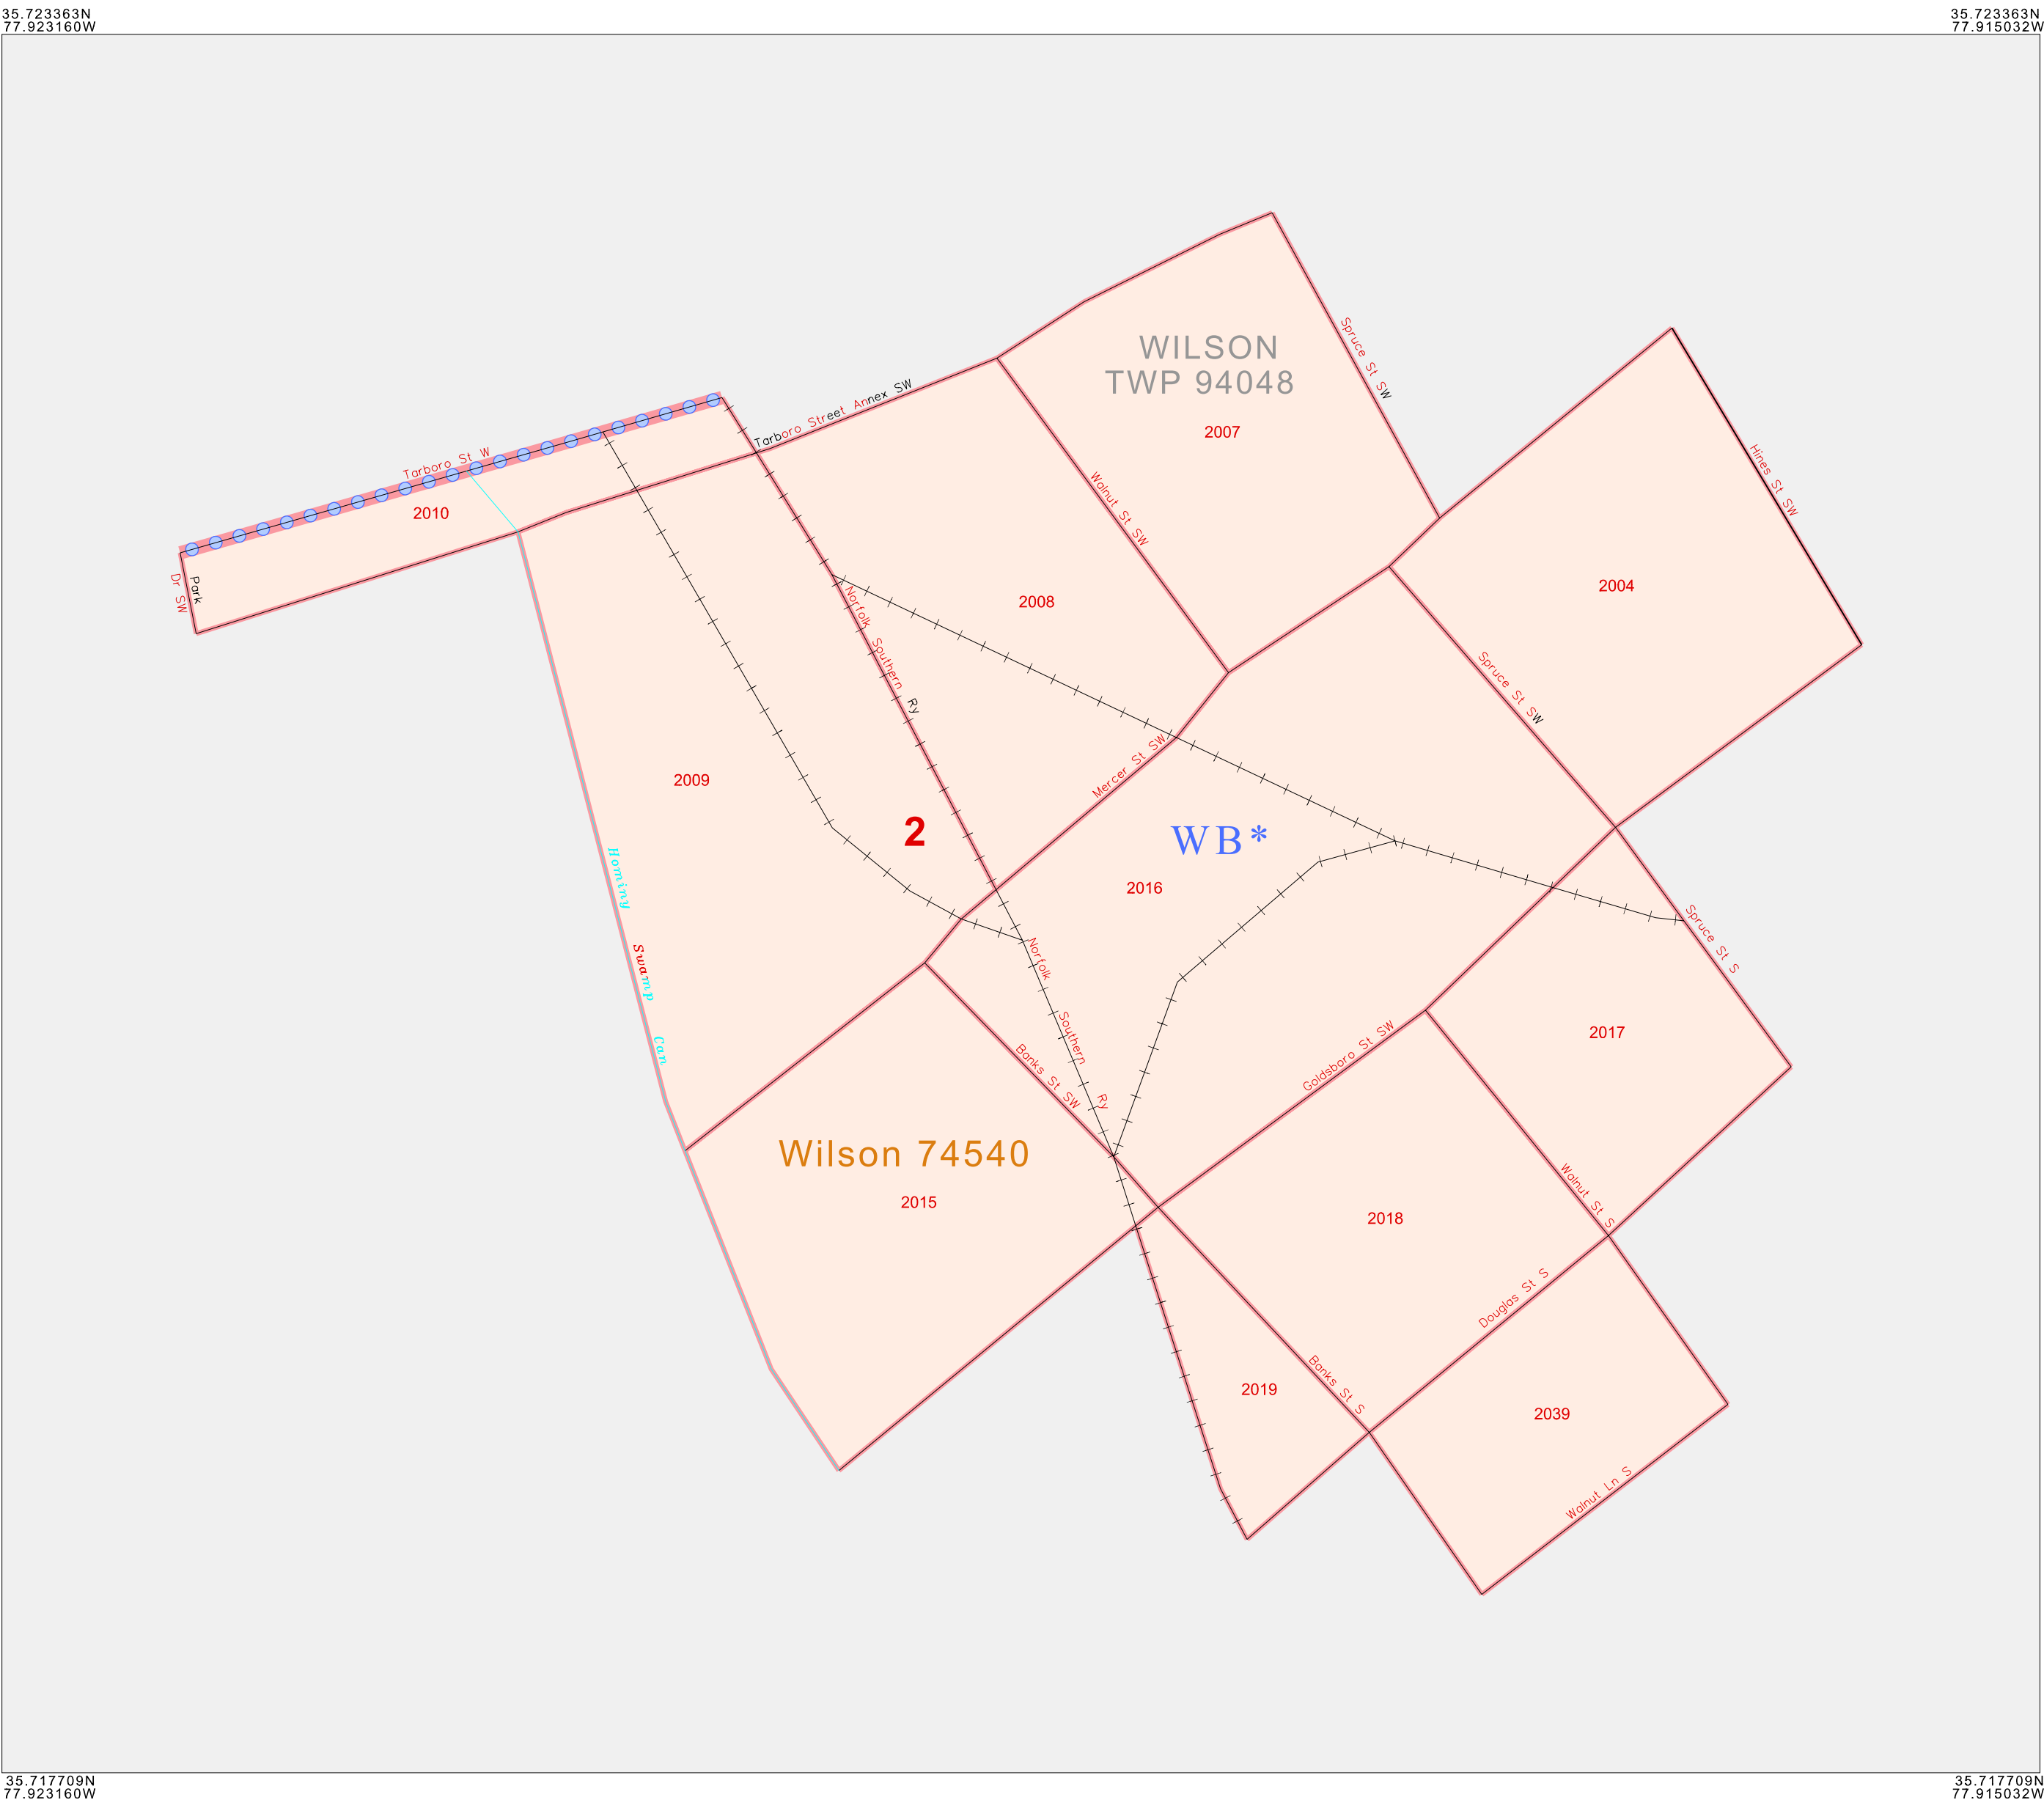 35.723363N
77.923160W
35.723363N
77.915032W
WILSON
TWP 94048
2007
Spruce St SW
Tarboro Street Annex SW
Tarboro St W
2010
Park
Dr SW
Hines St SW
Walnut St SW
2004
2008
Norfolk Southern Ry
Spruce St SW
Mercer St SW
2009
2
WB*
2016
Hominy Swamp Can
Spruce St S
Norfolk Southern Ry
Banks St SW
Goldsboro St SW
2017
Wilson 74540
2015
2018
Walnut St S
Douglas St S
2019
Banks St S
2039
Walnut Ln S
35.717709N
77.923160W
35.717709N
77.915032W